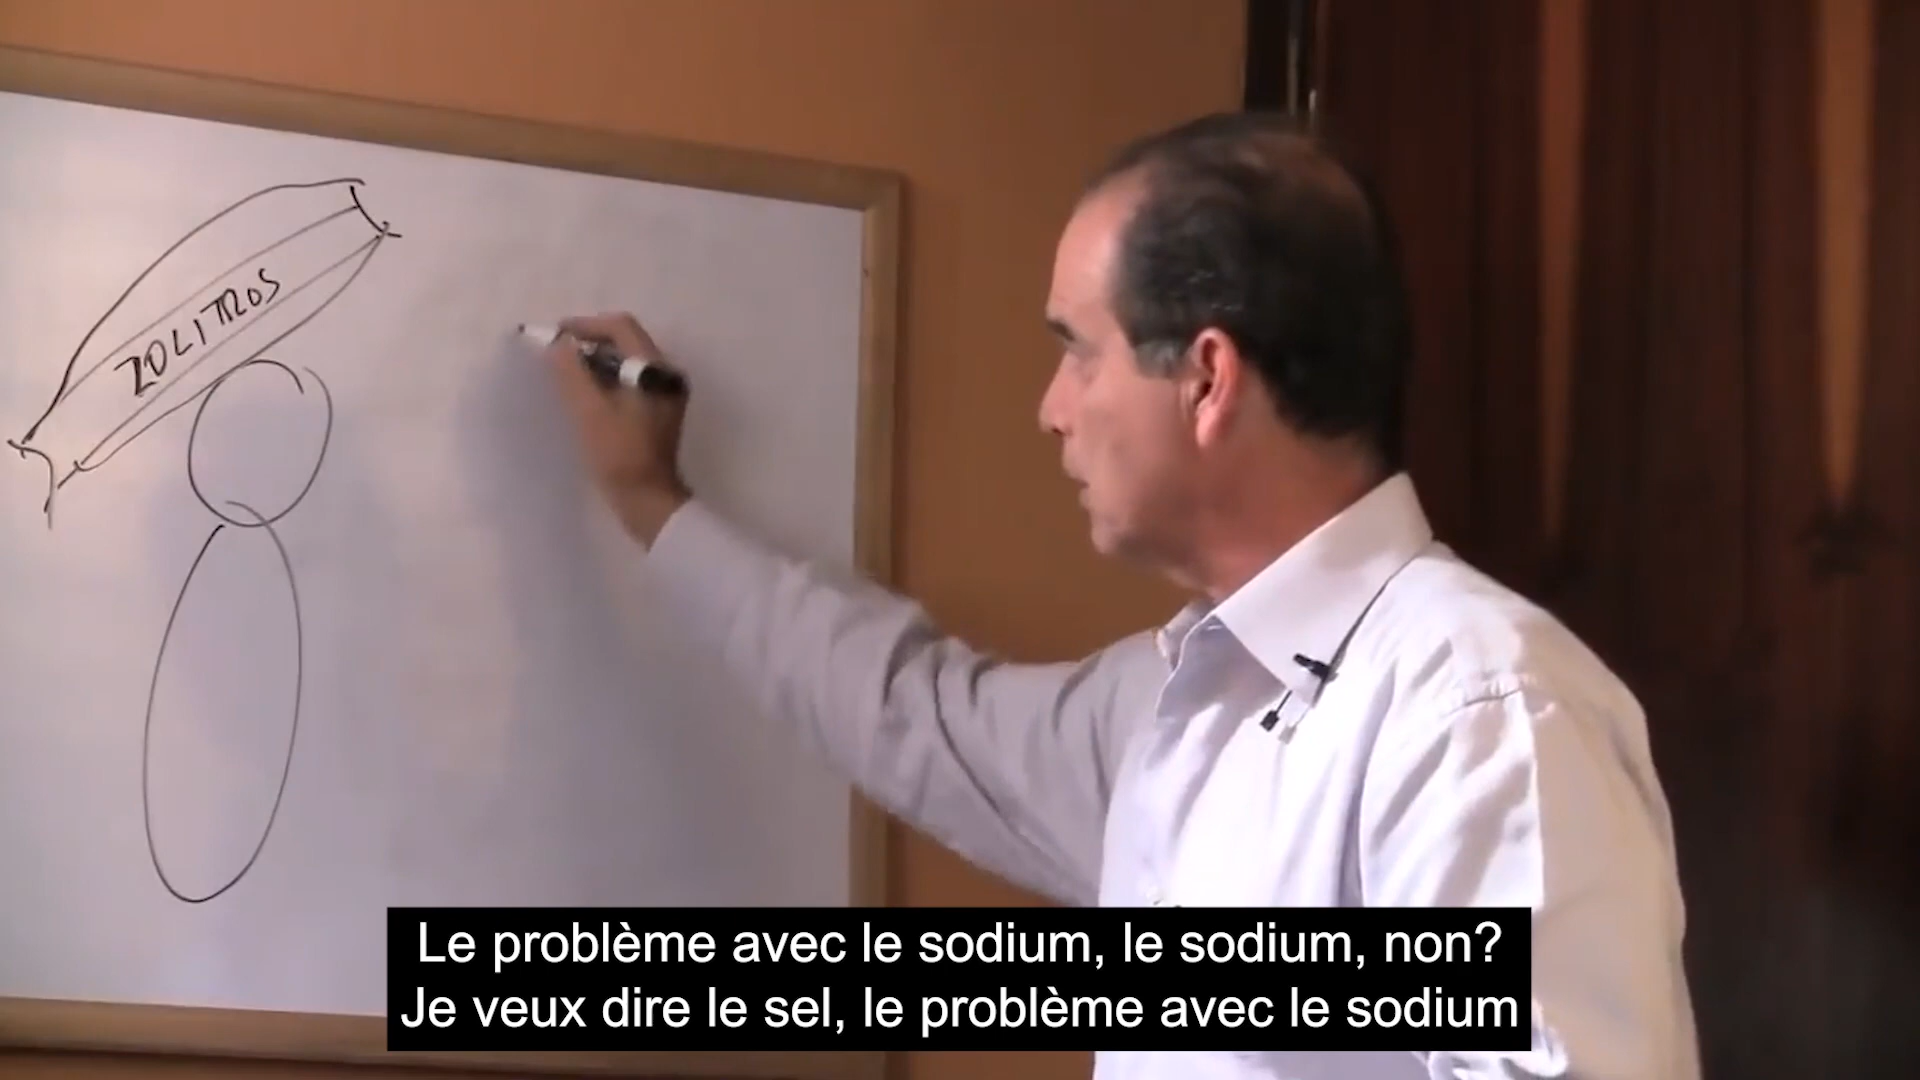 20LITROS
Le problème avec le sodium, le sodium, non?
Je veux dire le sel, le problème avec le sodium